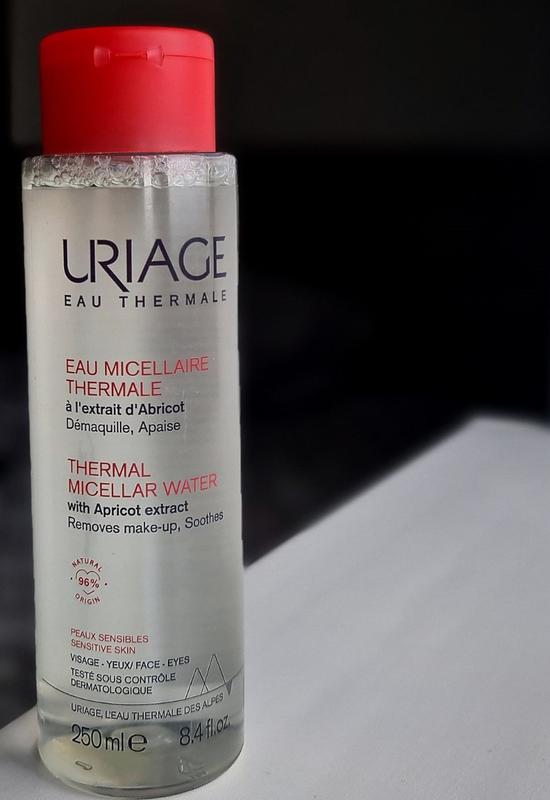 URIAGE
EAU THERMALE
EAU MICELLAIRE
THERMALE
à l'extrait d'Abricot
Démaquille, Apaise
THERMAL
MICELLAR WATER
with Apricot extract
Removes make-up, Soothes
NATURAL
96%
ORIGIN
PEAUX SENSIBLES
SENSITIVE SKIN
VISAGE - YEUX/ FACE - EYES
TESTÉ SOUS CONTRÔLE
DERMATOLOGIQUE
URIAGE, L'EAU THERMALE DES ALPES
250 ml e 8.4 fl.oz.